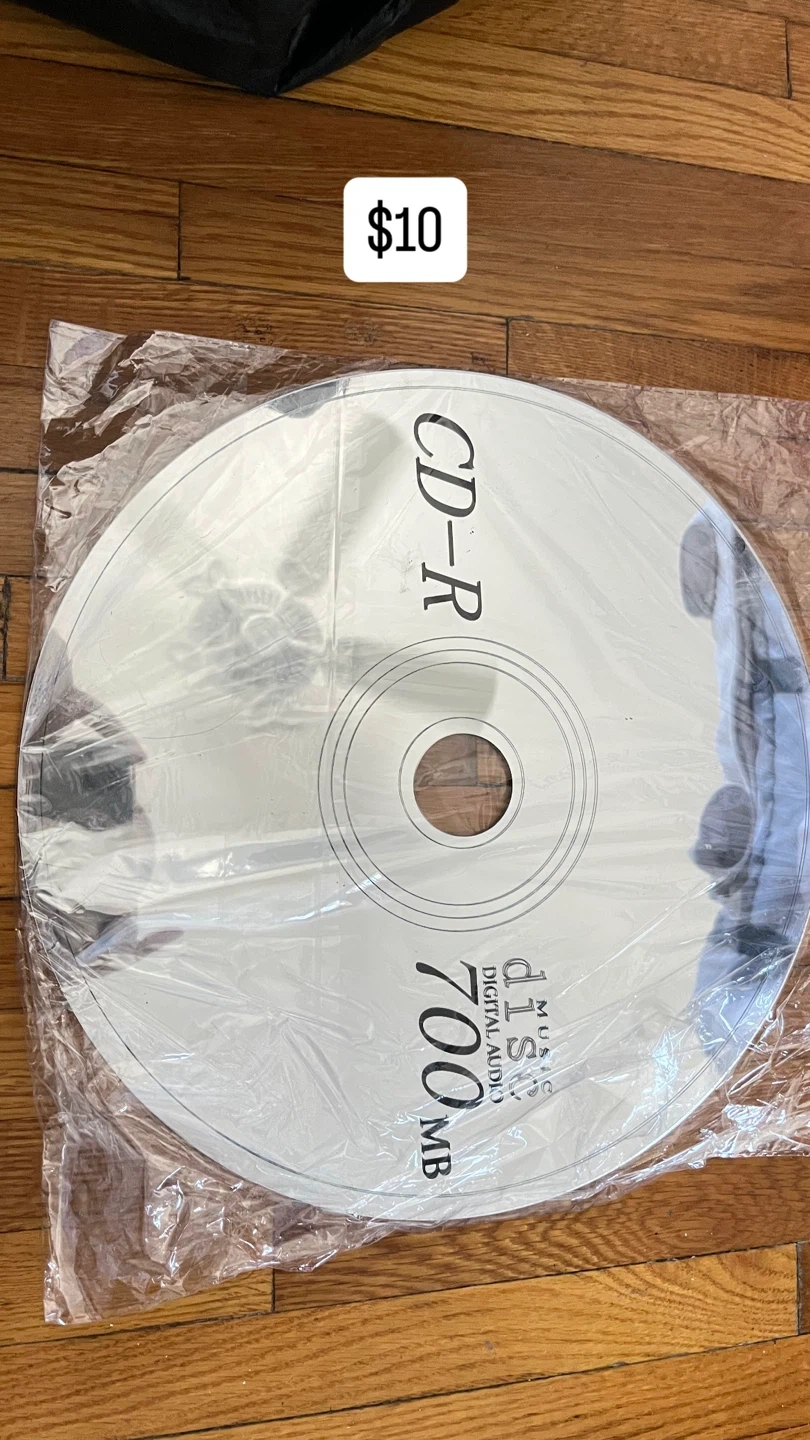 $10
CD-R
MUSIC
disc
DIGITAL AUDIO
700 MB